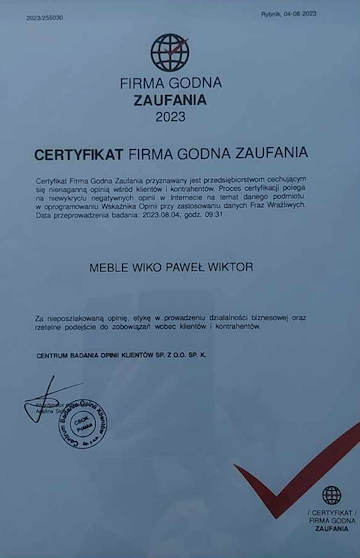 2023/255030
Rybnik, 04-08-2023
FIRMA GODNA
ZAUFANIA
2023
CERTYFIKAT FIRMA GODNA ZAUFANIA
Certyfikat Firma Godna Zaufania przyznawany jest przedsiębiorstwom cechującym
się nienaganną opinią wśród klientów i kontrahentów. Proces certyfikacji polega
na niewykryciu negatywnych opinii w Internecie na temat danego podmiotu
w oprogramowaniu Wskaźnika Opinii przy zastosowaniu danych Fraz Wrażliwych.
Data przeprowadzenia badania: 2023.08.04, godz. 09:31
MEBLE WIKO PAWEŁ WIKTOR
Za nieposzlakowaną opinię, etykę w prowadzeniu działalności biznesowej oraz
rzetelne podejście do zobowiązań wobec klientów i kontrahentów.
CENTRUM BADANIA OPINII KLIENTÓW SP. Z O.O. SP. K.
Centrum Badania Opinii Klientów
CBOK
Polska
/ CERTYFIKAT /
FIRMA GODNA
ZAUFANIA